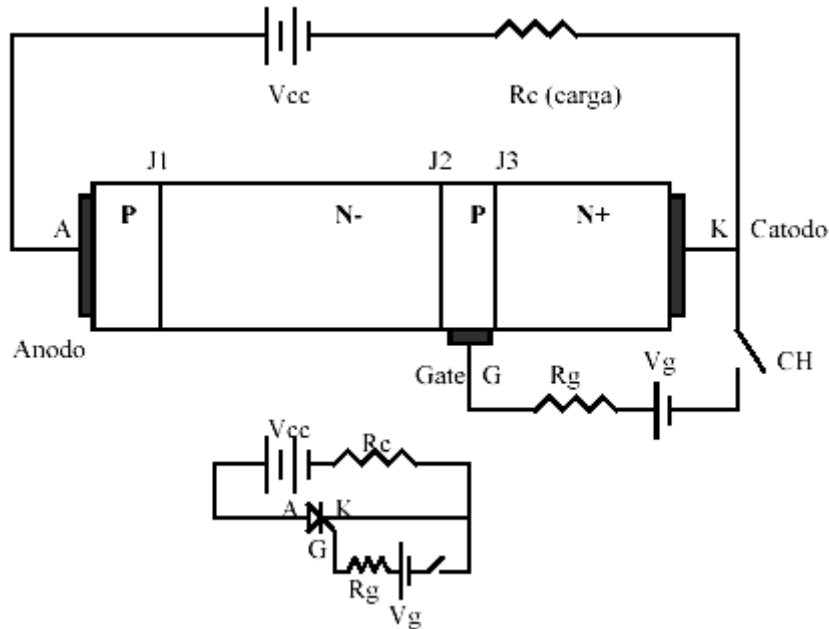 Vcc
Rc (carga)
J1 J2 J3
P N- P N+
A K Catodo
Anodo
Gate G Rg Vg CH
Vcc Rc
A K
G
Rg Vg